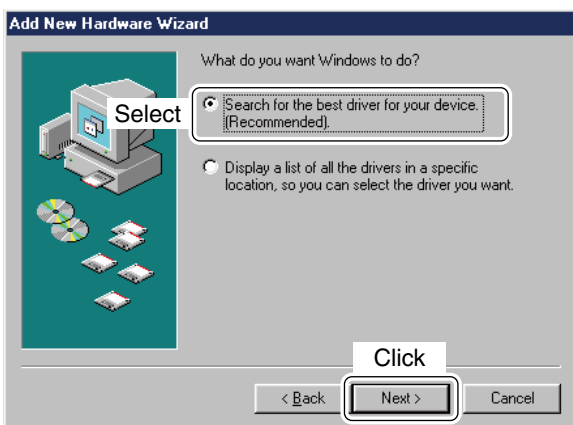 Add New Hardware Wizard
What do you want Windows to do?
Select
Search for the best driver for your device.
(Recommended).
Display a list of all the drivers in a specific
location, so you can select the driver you want.
Click
< Back
Next >
Cancel